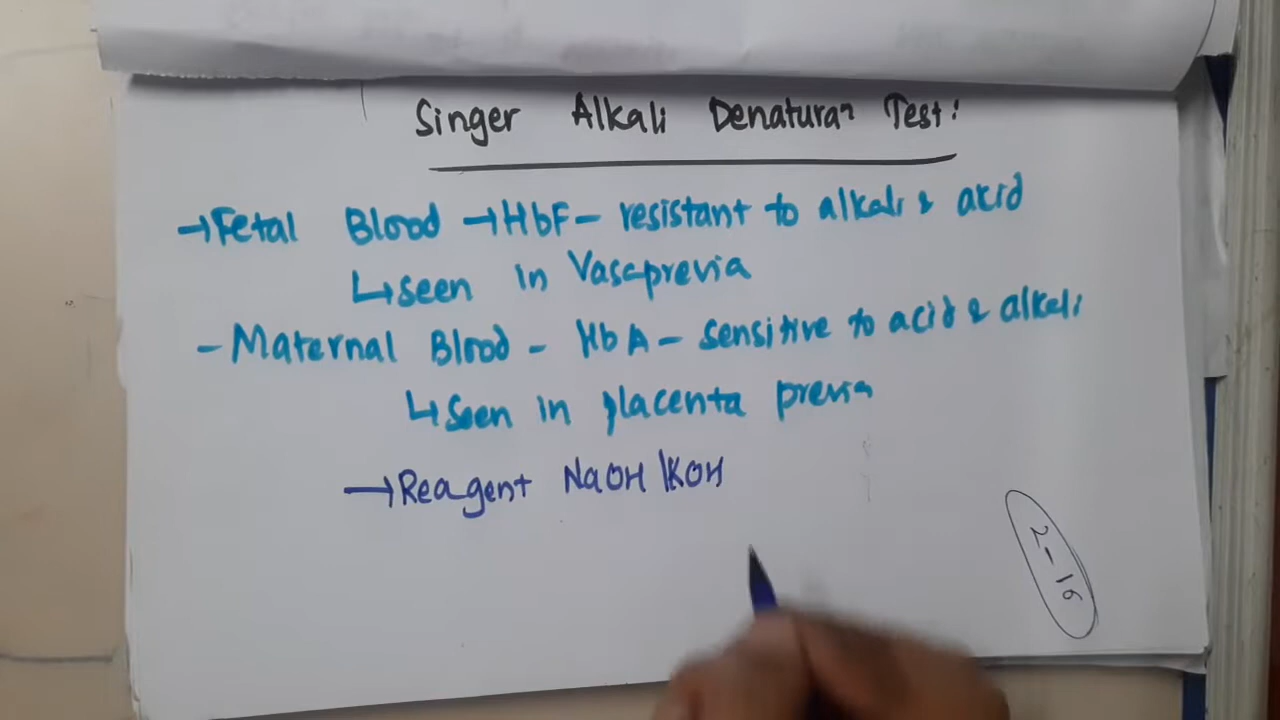 Singer Alkali Denaturan Test:
→Fetal Blood →HbF- resistant to alkali & acid
↳seen in Vasaprevia
- Maternal Blood - HbA - sensitive to acid & alkali
↳seen in placenta previa
→Reagent NaOH/KOH
2-16